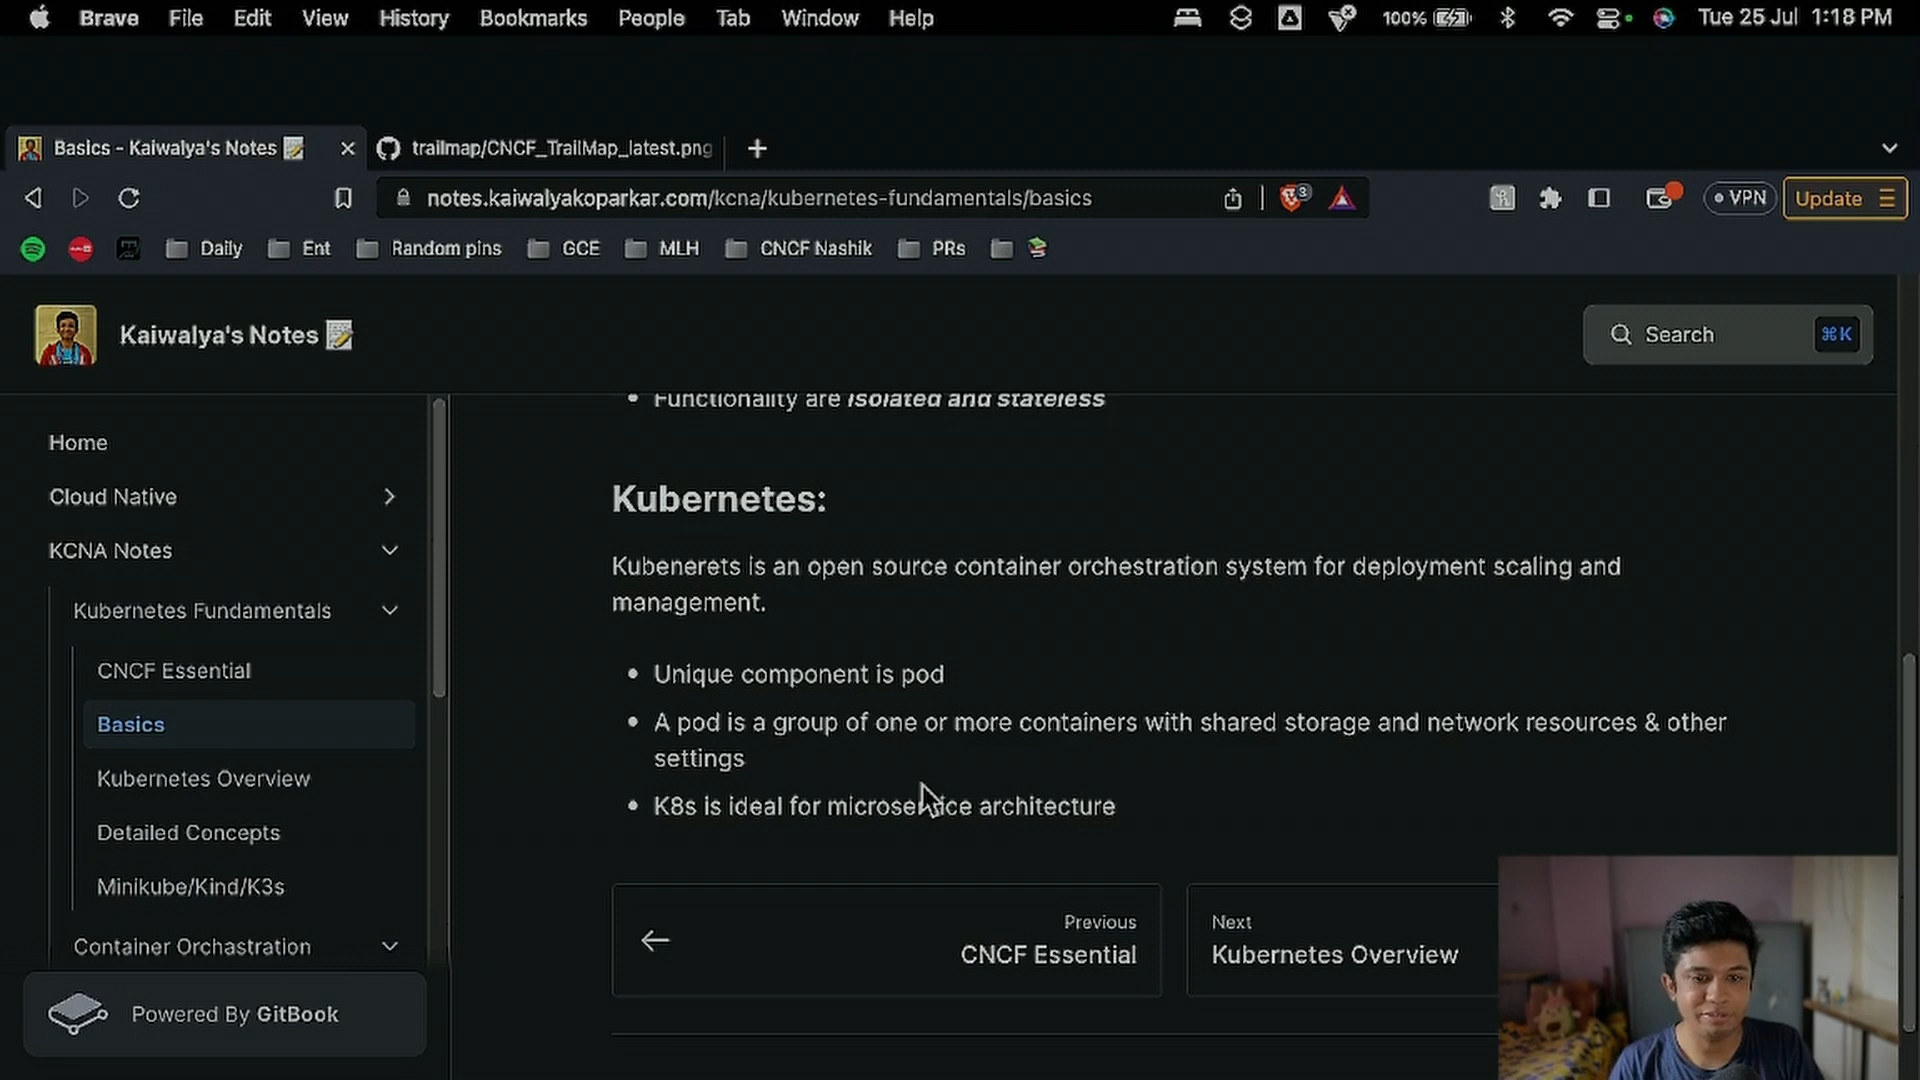 Brave File Edit View History Bookmarks People Tab Window Help 100% Tue 25 Jul 1:18 PM
Basics - Kaiwalya's Notes trailmap/CNCF_TrailMap_latest.png
notes.kaiwalyakoparkar.com/kcna/kubernetes-fundamentals/basics 3 VPN Update
Daily Ent Random pins GCE MLH CNCF Nashik PRs
Kaiwalya's Notes
Search ⌘K
Home
Cloud Native
KCNA Notes
Kubernetes Fundamentals
CNCF Essential
Basics
Kubernetes Overview
Detailed Concepts
Minikube/Kind/K3s
Container Orchastration
Powered By GitBook
Functionality are isolated and stateless
Kubernetes:
Kubenerets is an open source container orchestration system for deployment scaling and
management.
Unique component is pod
A pod is a group of one or more containers with shared storage and network resources & other
settings
K8s is ideal for microservice architecture
Previous
CNCF Essential
Next
Kubernetes Overview